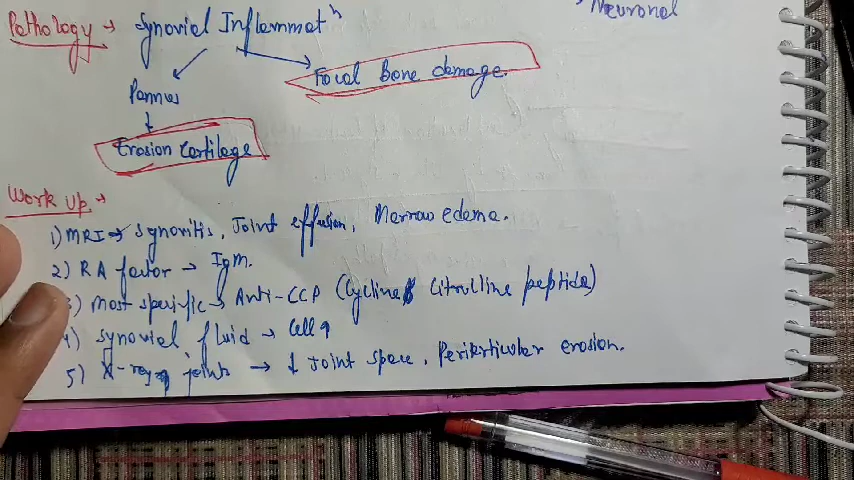 Neuronal
Pathology → Synovial Inflammatn
Focal Bone damage.
Pannus
↓
Erosion Cartilage
Work Up →
1) MRI → synovitis, Joint effusion, Marrow edema.
2) RA factor → IgM.
3) Most specific → Anti-CCP (Cycline Citrulline peptide)
4) synovial fluid → Cell ↑
5) X-ray joint → ↓ Joint space, Periarticular erosion.